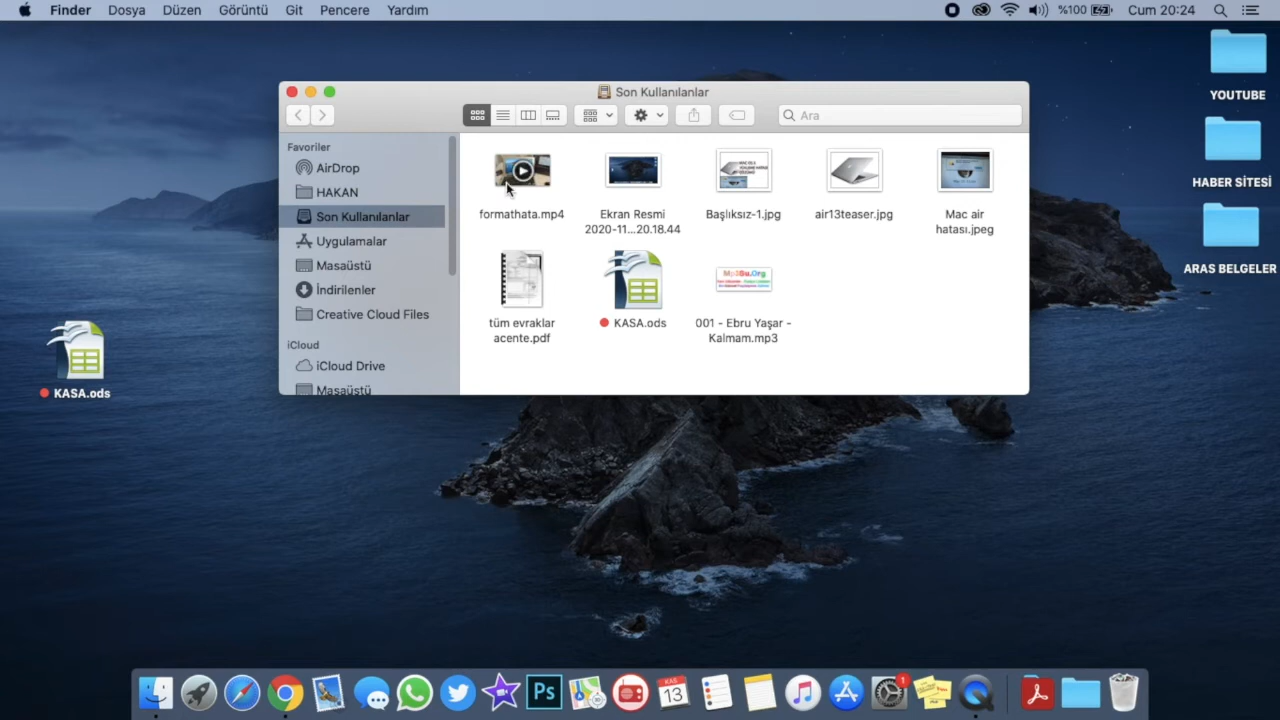 Finder Dosya Düzen Görüntü Git Pencere Yardım %100 Cum 20:24
YOUTUBE
HABER SİTESİ
ARAS BELGELER
KASA.ods
Son Kullanılanlar
Ara
Favoriler
AirDrop
HAKAN
Son Kullanılanlar
Uygulamalar
Masaüstü
İndirilenler
Creative Cloud Files
iCloud
iCloud Drive
Masaüstü
formathata.mp4
Ekran Resmi
2020-11...20.18.44
Başlıksız-1.jpg
air13teaser.jpg
Mac air
hatası.jpeg
tüm evraklar
acente.pdf
KASA.ods
001 - Ebru Yaşar -
Kalmam.mp3
Ps
KAS
13
1